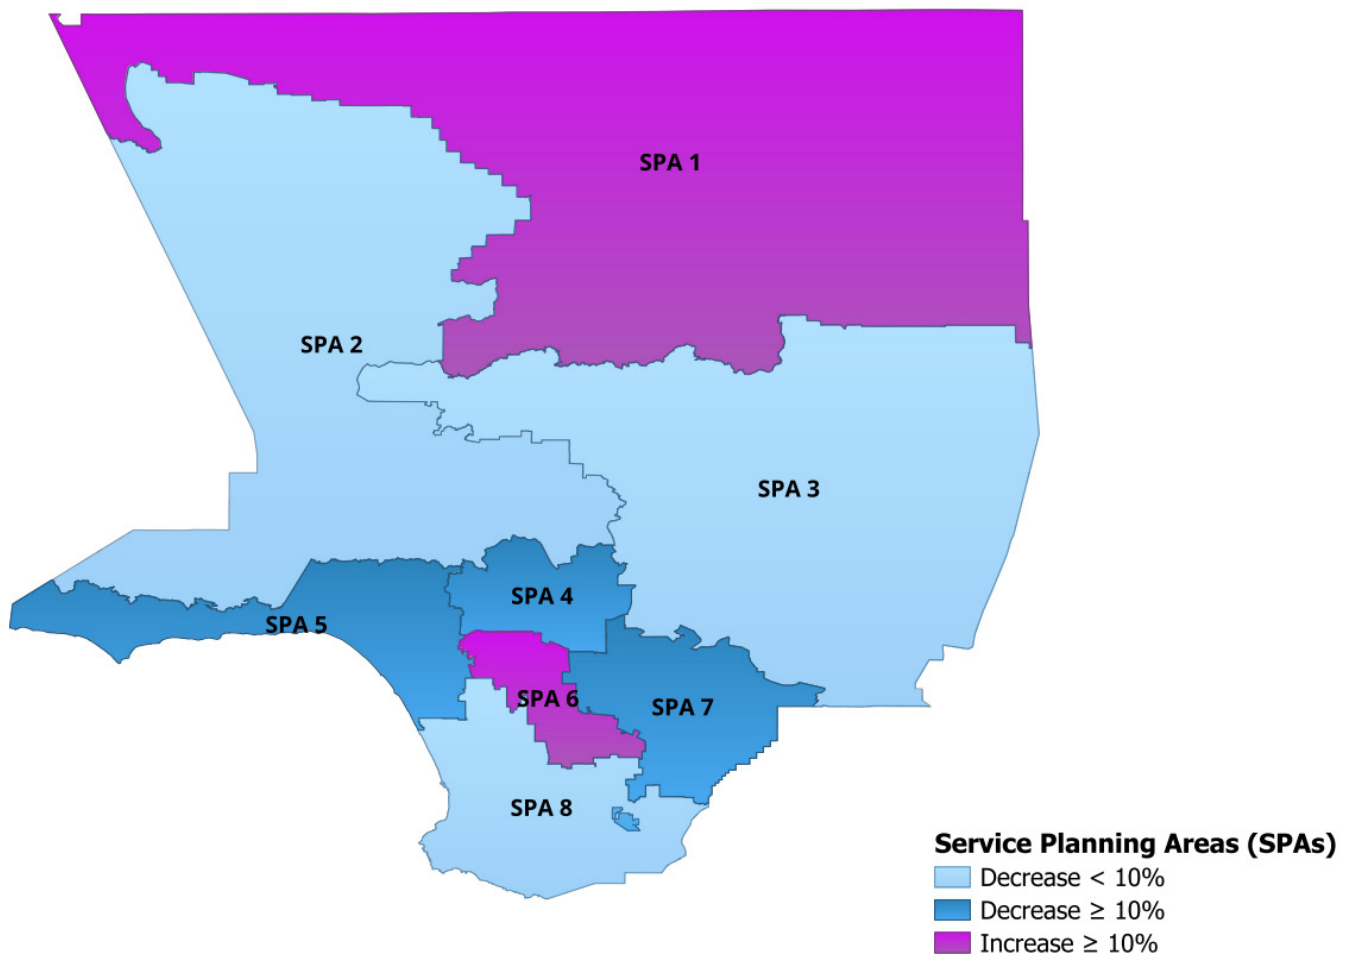 SPA 1
SPA 2
SPA 3
SPA 4
SPA 5
SPA 6
SPA 7
SPA 8
Service Planning Areas (SPAs)
Decrease < 10%
Decrease ≥ 10%
Increase ≥ 10%